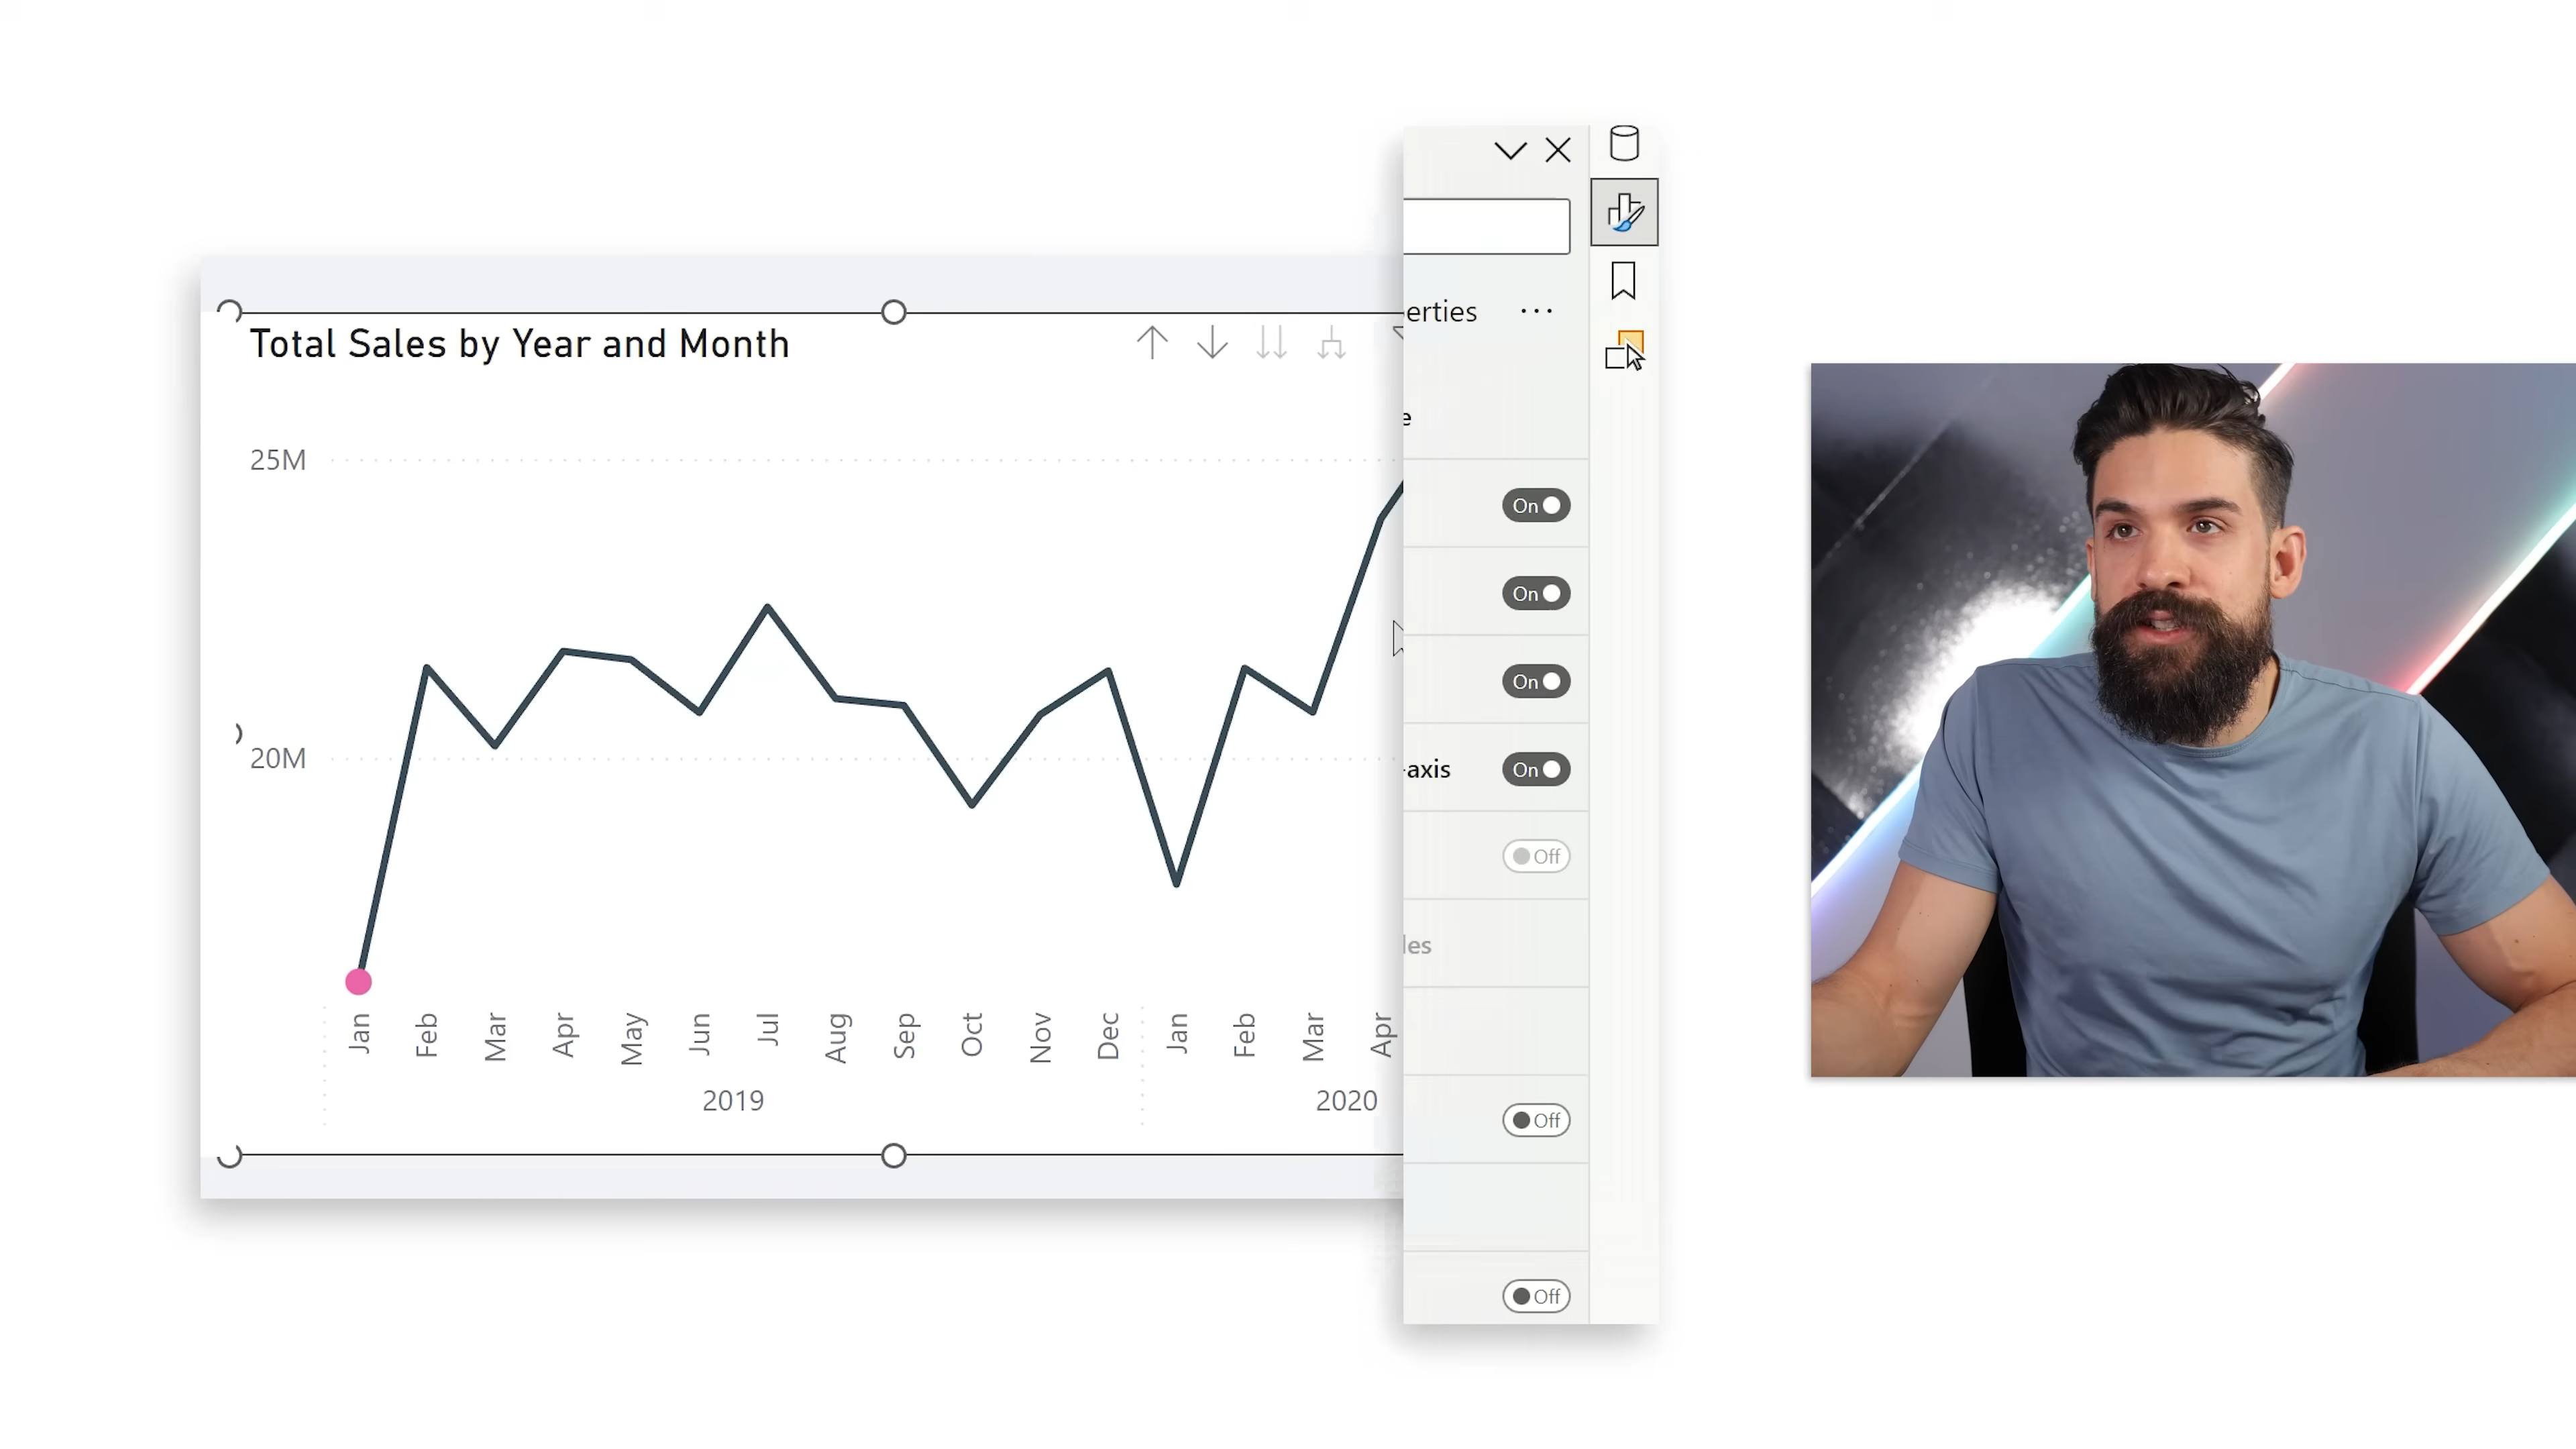 erties
...
Total Sales by Year and Month
e
25M
On
On
On
20M
-axis On
Off
les
Jan Feb Mar Apr May Jun Jul Aug Sep Oct Nov Dec Jan Feb Mar Apr
2019 2020
Off
Off